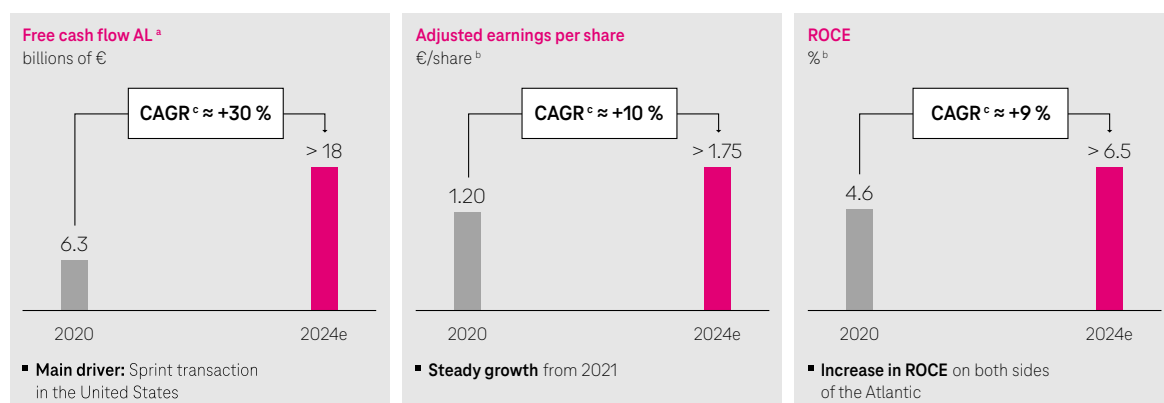 Free cash flow AL a
billions of €
CAGR c ≈ +30 %
> 18
6.3
2020
2024e
▪ Main driver: Sprint transaction
in the United States
Adjusted earnings per share
€/share b
CAGR c ≈ +10 %
> 1.75
1.20
2020
2024e
▪ Steady growth from 2021
ROCE
% b
CAGR c ≈ +9 %
> 6.5
4.6
2020
2024e
▪ Increase in ROCE on both sides
of the Atlantic